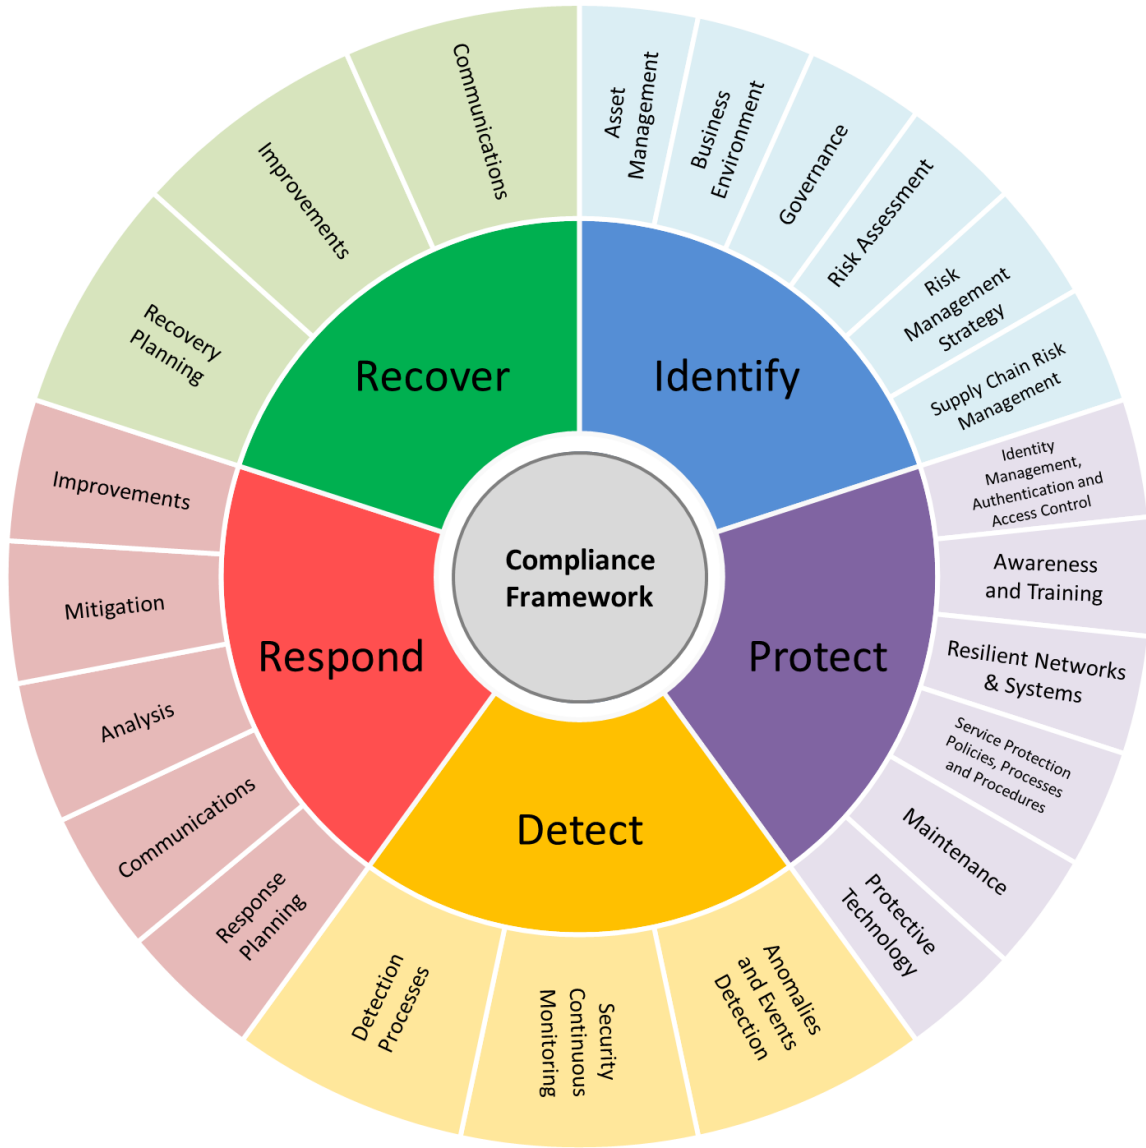 Compliance
Framework
Identify
Asset
Management
Business
Environment
Governance
Risk Assessment
Risk
Management
Strategy
Supply Chain Risk
Management
Protect
Identity
Management,
Authentication and
Access Control
Awareness
and Training
Resilient Networks
& Systems
Service Protection
Policies, Processes
and Procedures
Maintenance
Protective
Technology
Detect
Anomalies
and Events
Detection
Security
Continuous
Monitoring
Detection
Processes
Respond
Response
Planning
Communications
Analysis
Mitigation
Improvements
Recover
Recovery
Planning
Improvements
Communications